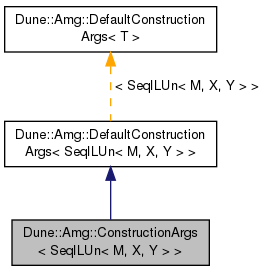 Dune::Amg::DefaultConstruction
Args< T >
< SeqILUn< M, X, Y > >
Dune::Amg::DefaultConstruction
Args< SeqILUn< M, X, Y > >
Dune::Amg::ConstructionArgs
< SeqILUn< M, X, Y > >